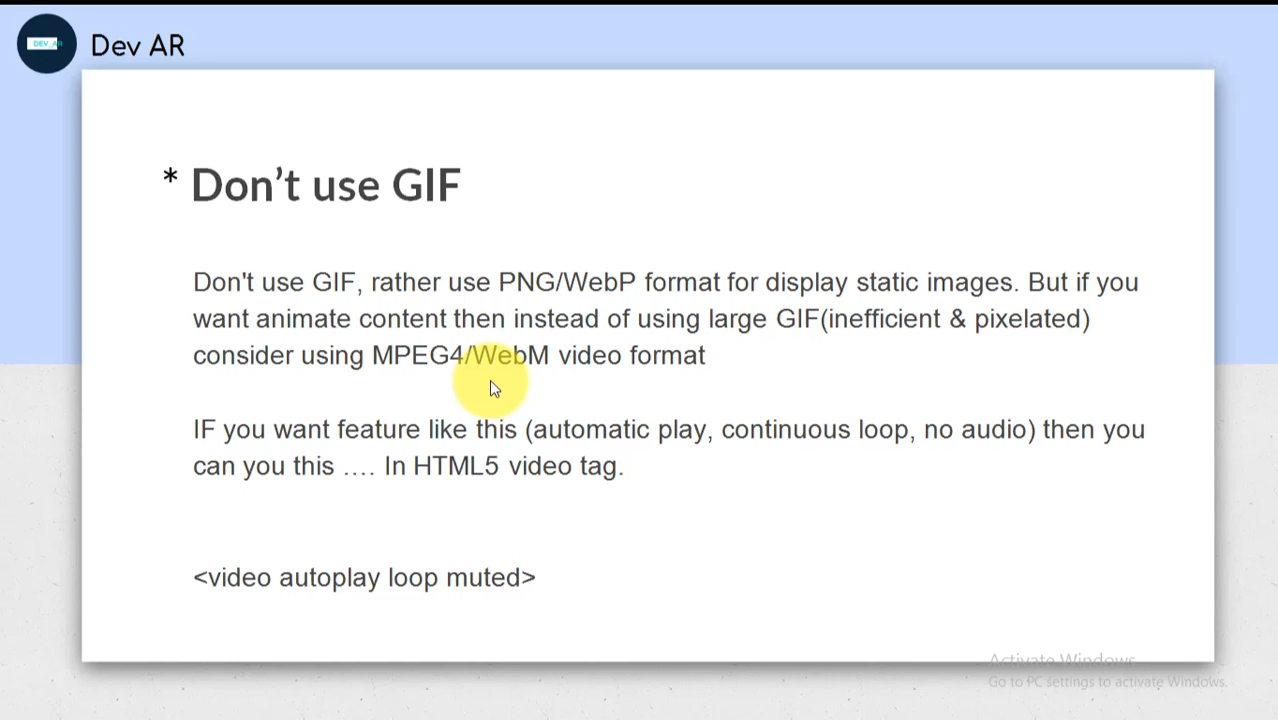 DEV_AR
Dev AR
* Don’t use GIF
Don't use GIF, rather use PNG/WebP format for display static images. But if you
want animate content then instead of using large GIF(inefficient & pixelated)
consider using MPEG4/WebM video format
IF you want feature like this (automatic play, continuous loop, no audio) then you
can you this …. In HTML5 video tag.
<video autoplay loop muted>
Activate Windows
Go to PC settings to activate Windows.